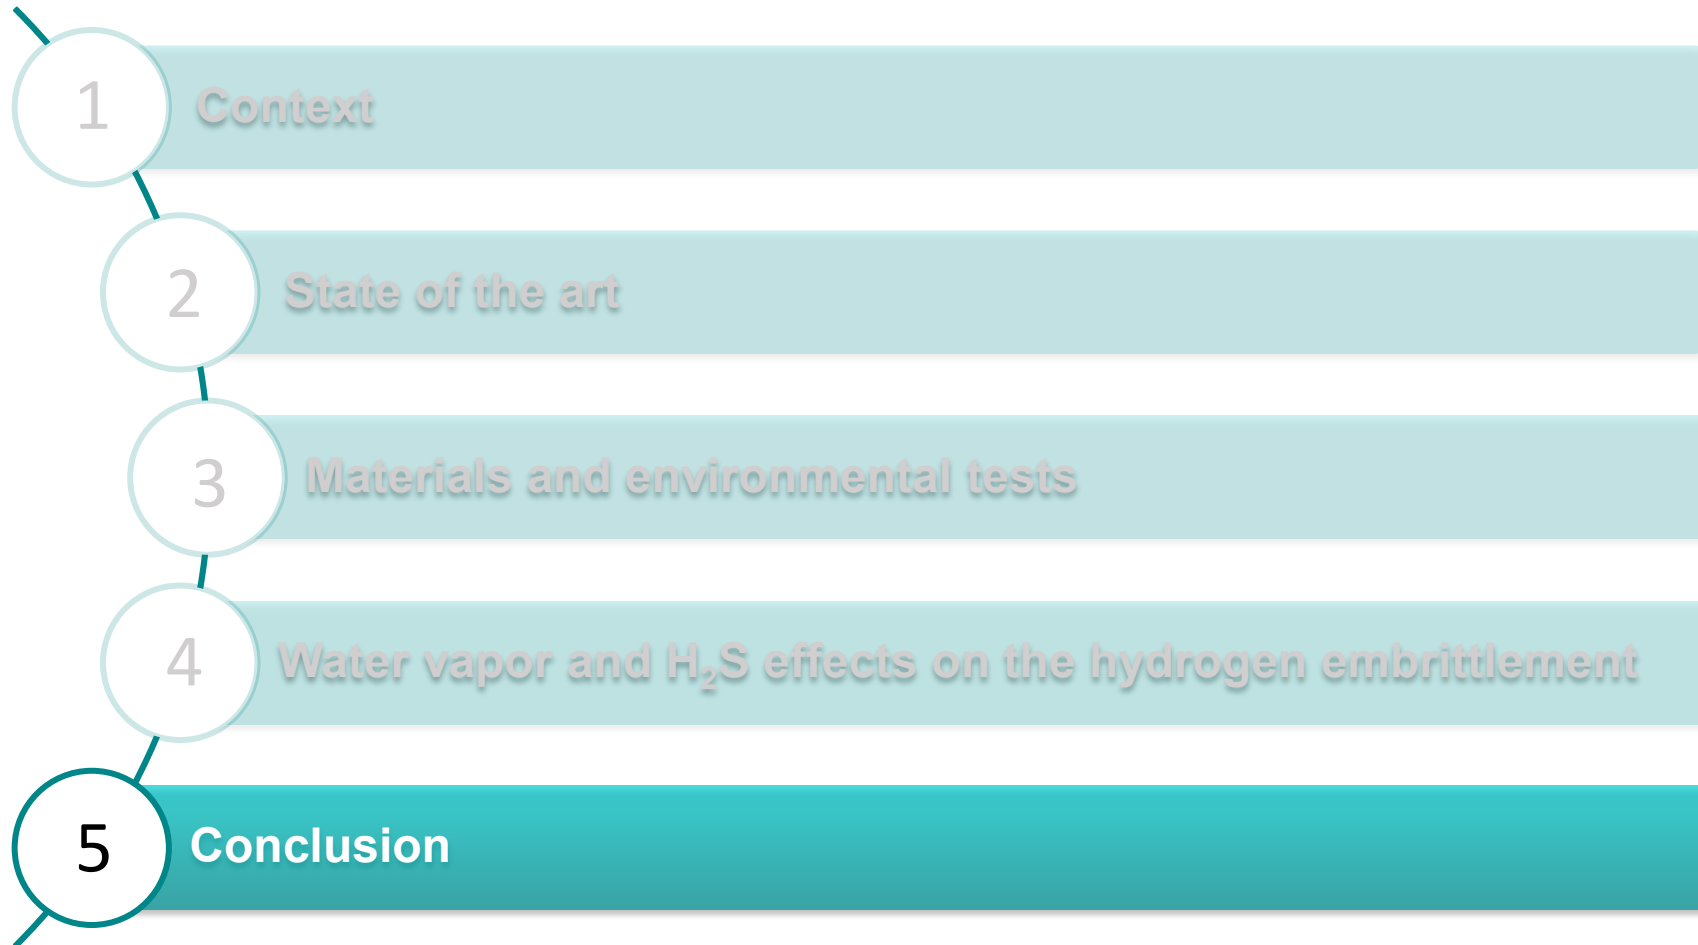 1 Context
2 State of the art
3 Materials and environmental tests
4 Water vapor and H₂S effects on the hydrogen embrittlement
5 Conclusion